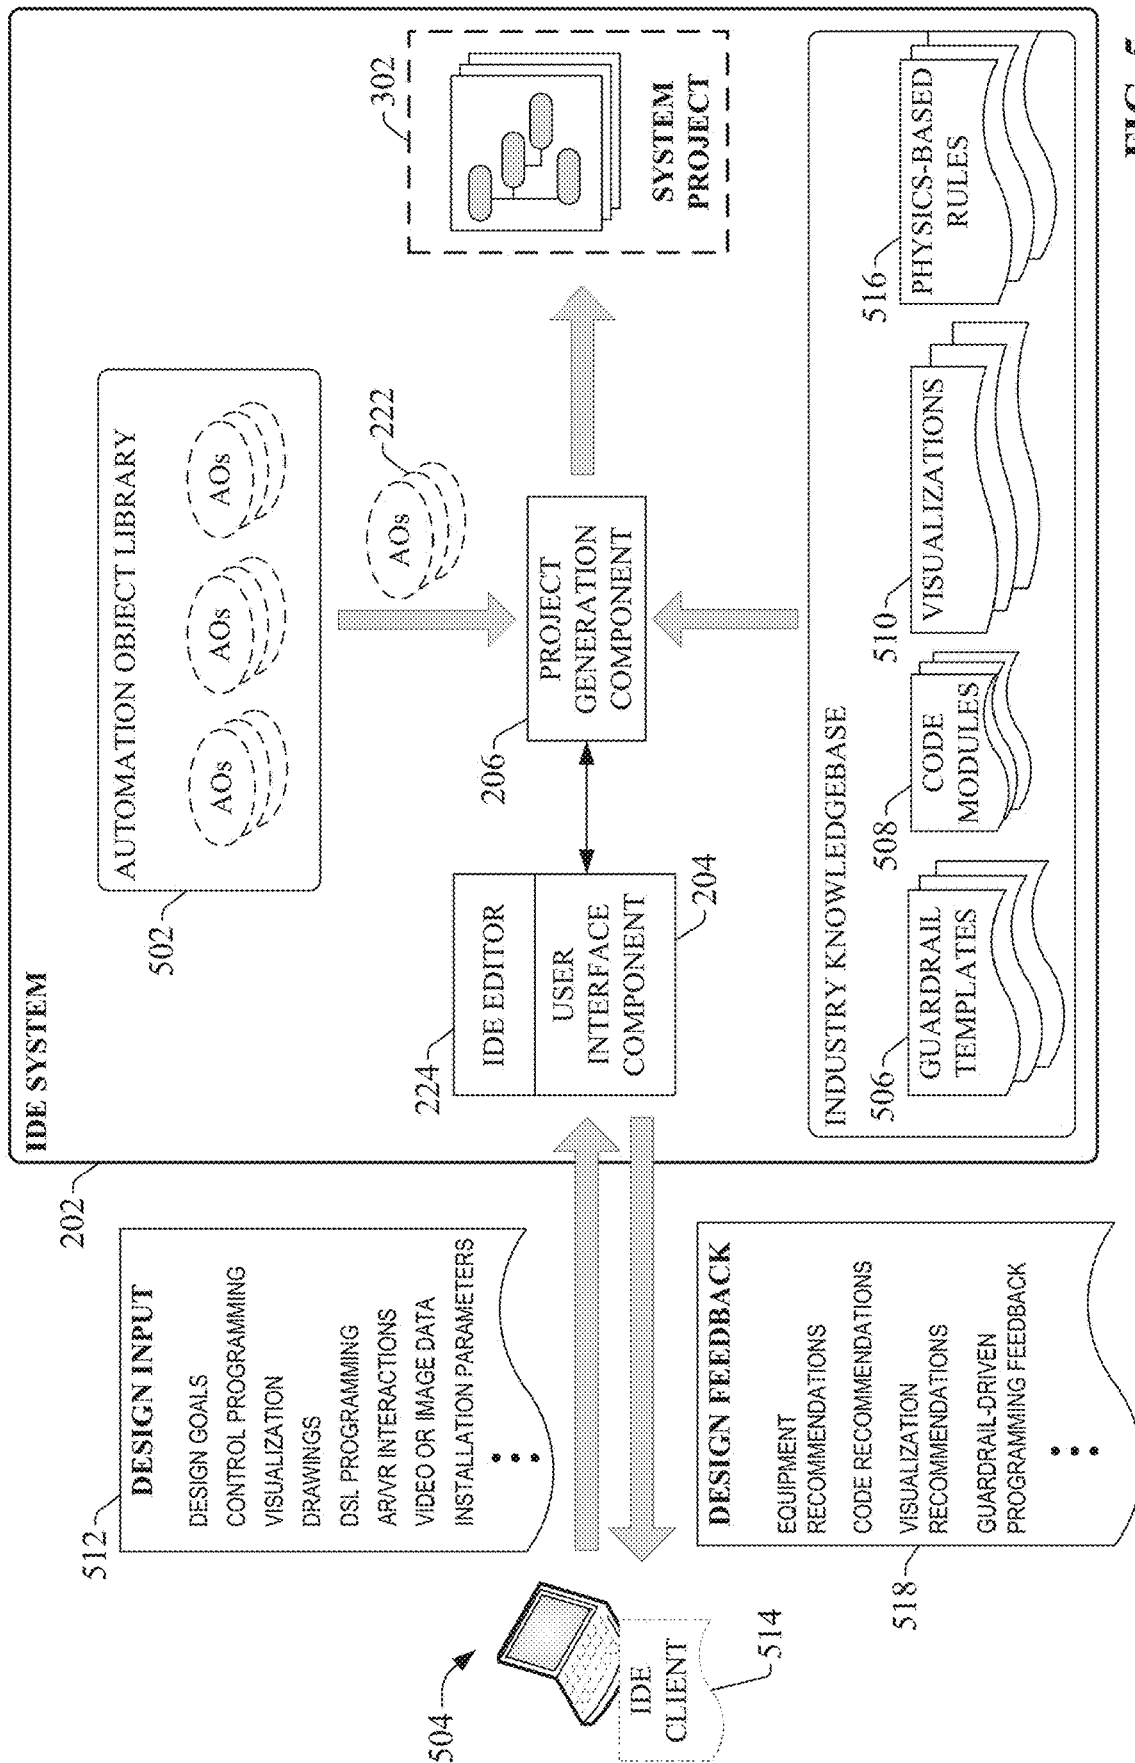 504
IDE
CLIENT
514
512
DESIGN INPUT
DESIGN GOALS
CONTROL PROGRAMMING
VISUALIZATION
DRAWINGS
DSL PROGRAMMING
AR/VR INTERACTIONS
VIDEO OR IMAGE DATA
INSTALLATION PARAMETERS
518
DESIGN FEEDBACK
EQUIPMENT
RECOMMENDATIONS
CODE RECOMMENDATIONS
VISUALIZATION
RECOMMENDATIONS
GUARDRAIL-DRIVEN
PROGRAMMING FEEDBACK
202
IDE SYSTEM
502
AUTOMATION OBJECT LIBRARY
AOs
AOs
AOs
AOs
222
224
IDE EDITOR
USER
INTERFACE
COMPONENT
204
206
PROJECT
GENERATION
COMPONENT
302
SYSTEM
PROJECT
INDUSTRY KNOWLEDGEBASE
506
GUARDRAIL
TEMPLATES
508
CODE
MODULES
510
VISUALIZATIONS
516
PHYSICS-BASED
RULES